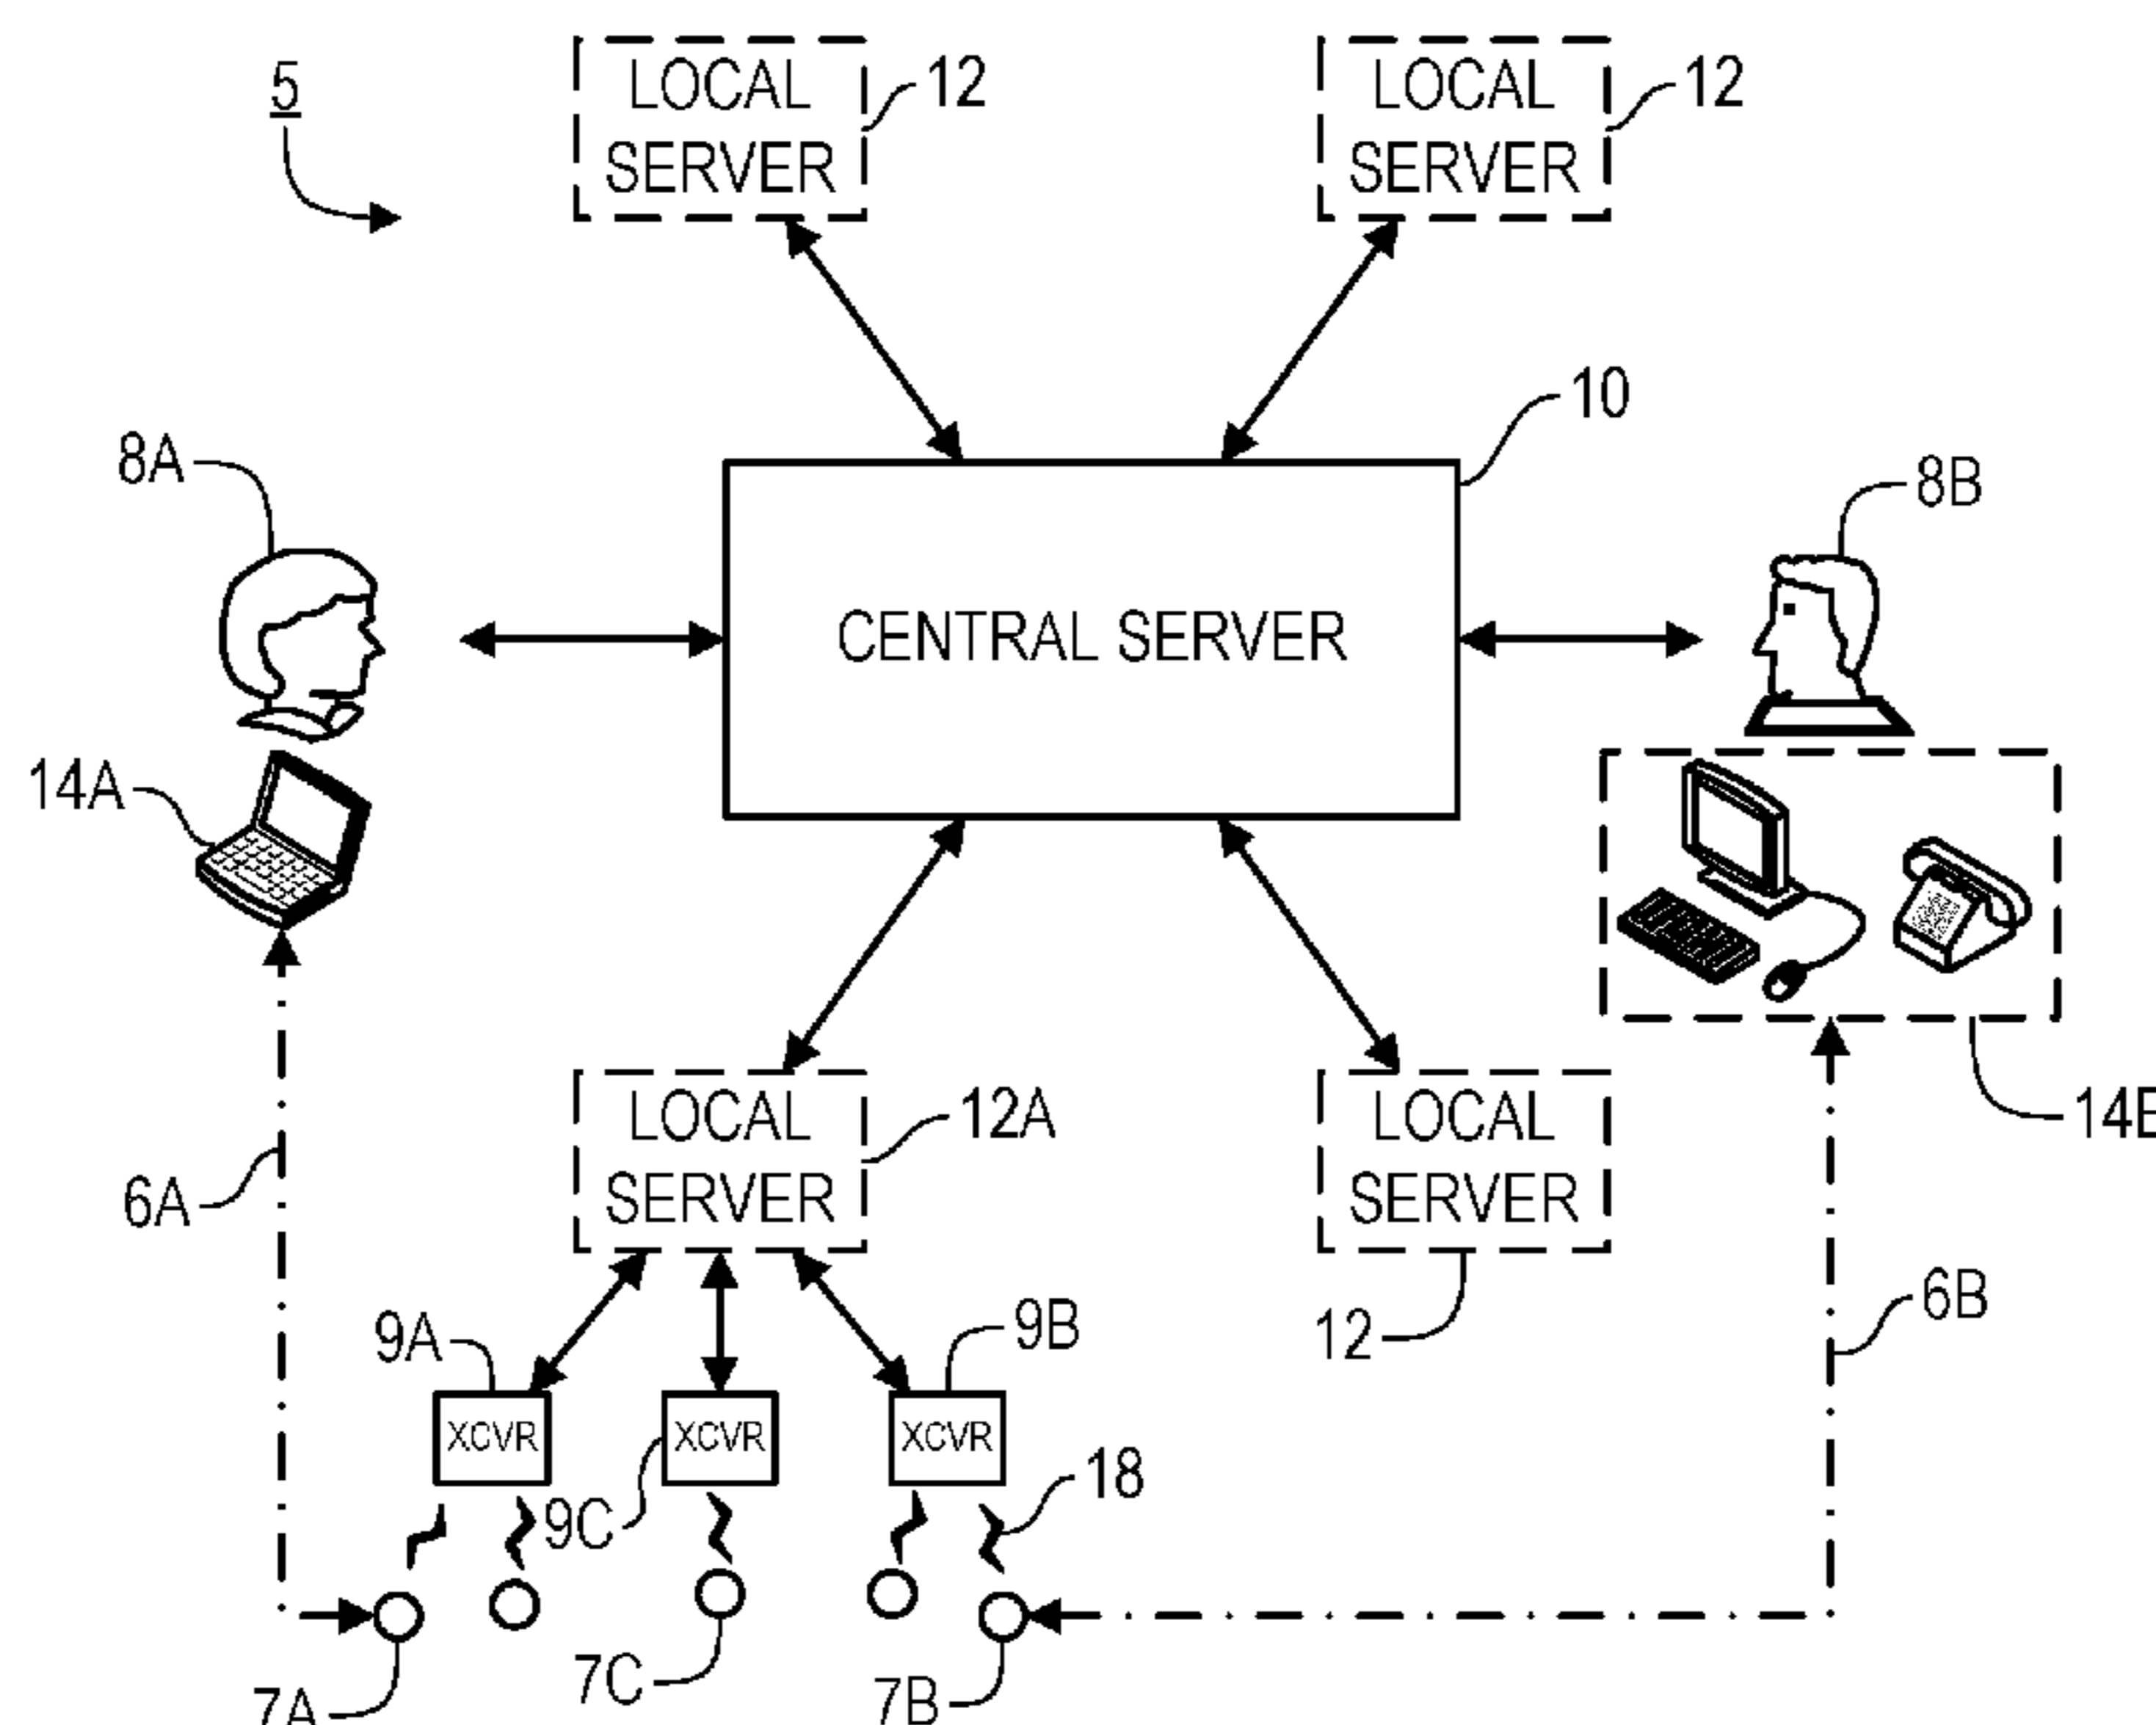 5
LOCAL
SERVER
12
LOCAL
SERVER
12
10
8A
8B
CENTRAL SERVER
14A
LOCAL
SERVER
12A
LOCAL
SERVER
14B
6A
6B
12
9A
9B
XCVR
XCVR
XCVR
9C
18
7C
7B
7A